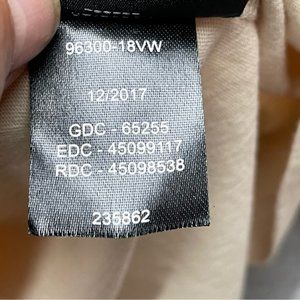 96300-18VW
12/2017
GDC - 65255
EDC - 45099117
RDC - 45098538
235862